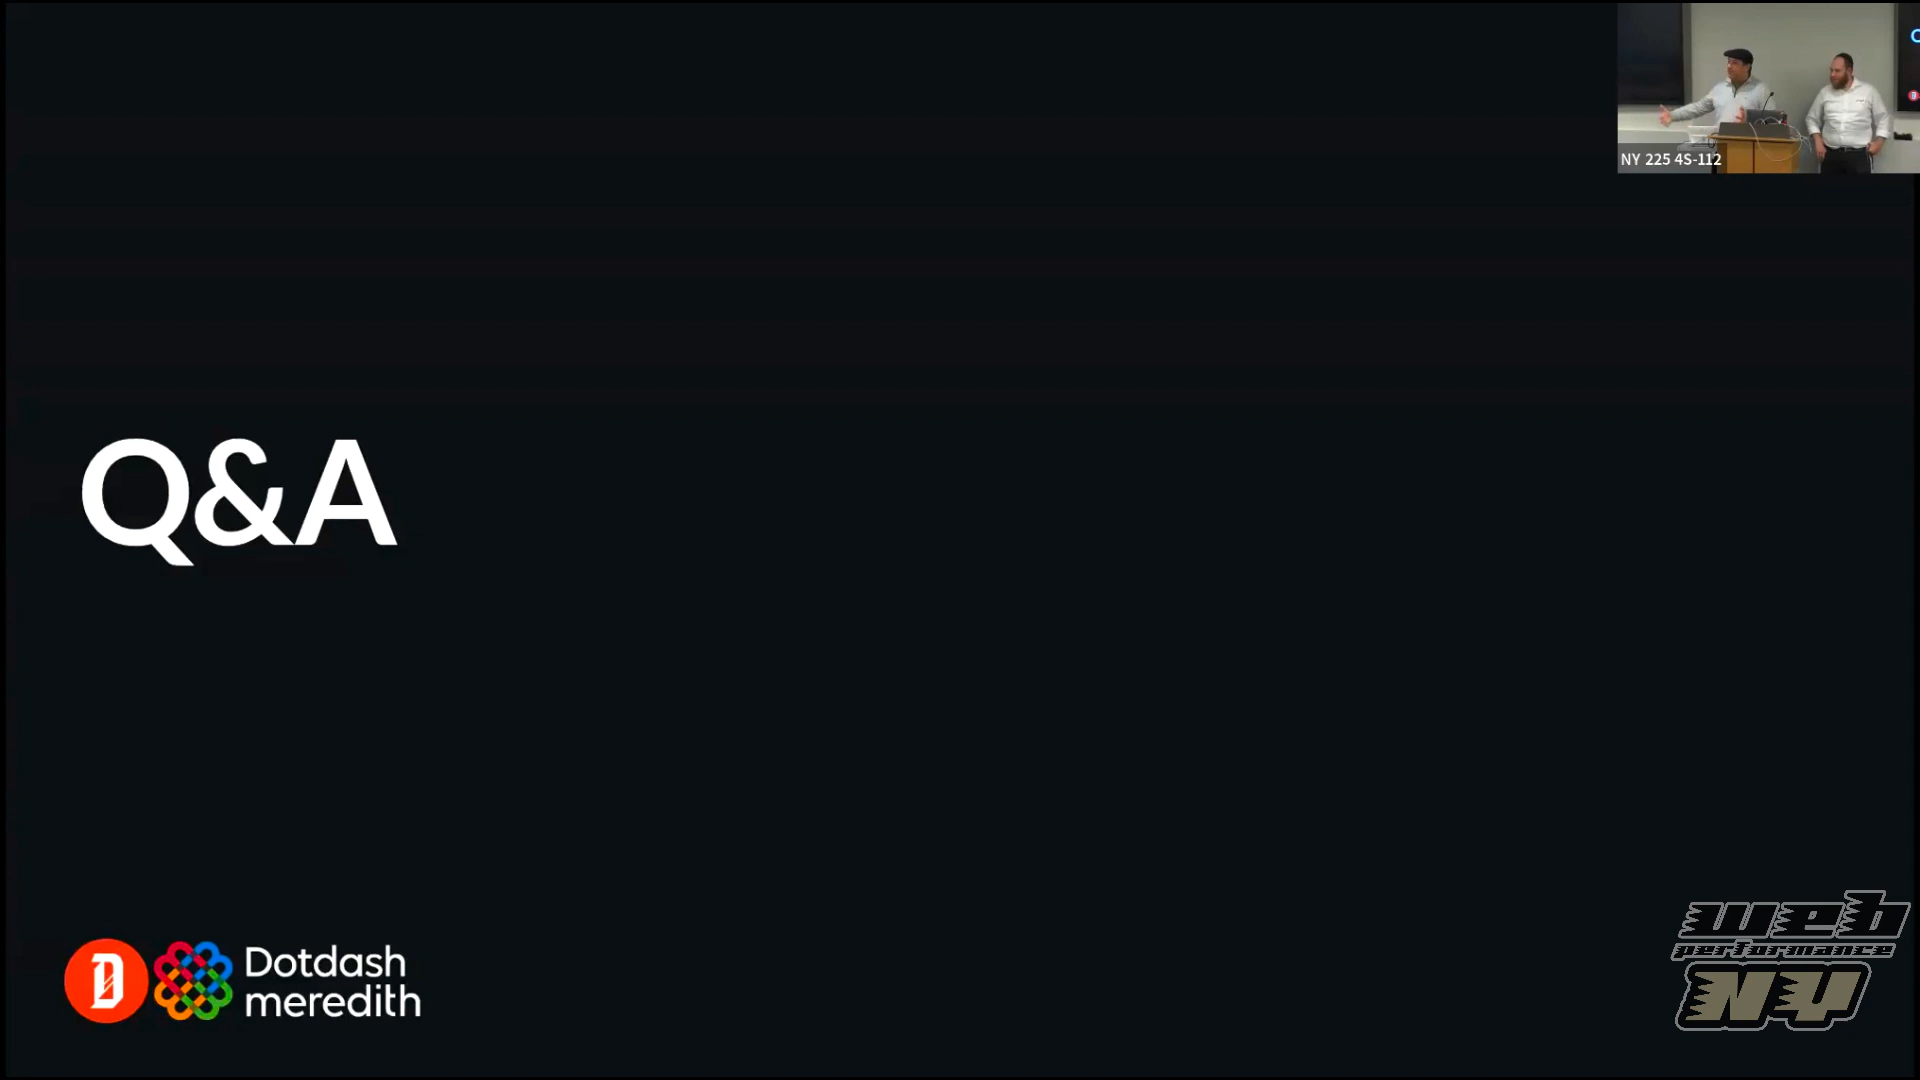 NY 225 4S-112
Q&A
D
Dotdash
meredith
web
performance
NY